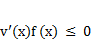 v'(x)f (x) ≤ 0